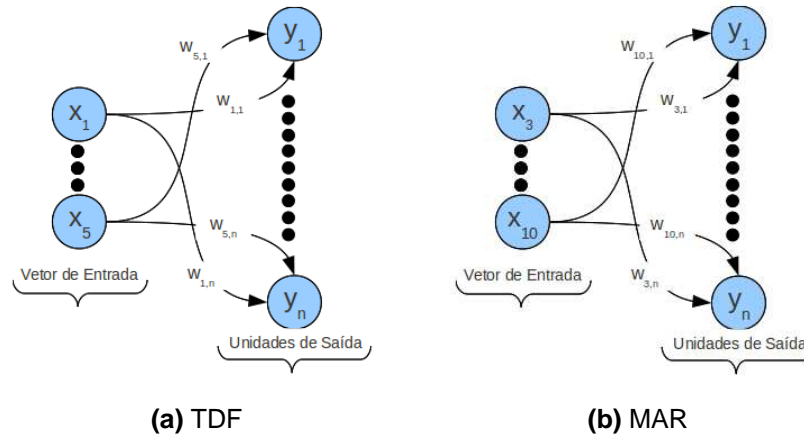 y1
W5,1
x1
W1,1
x5
W5,n
Vetor de Entrada
W1,n
yn
Unidades de Saída
(a) TDF
y1
W10,1
x3
W3,1
x10
W10,n
Vetor de Entrada
W3,n
yn
Unidades de Saída
(b) MAR